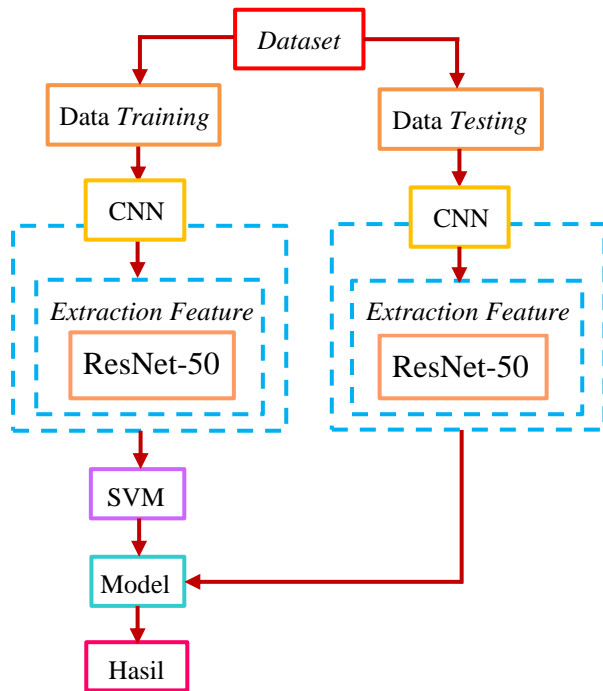 Dataset
Data Training
Data Testing
CNN
CNN
Extraction Feature
ResNet-50
Extraction Feature
ResNet-50
SVM
Model
Hasil